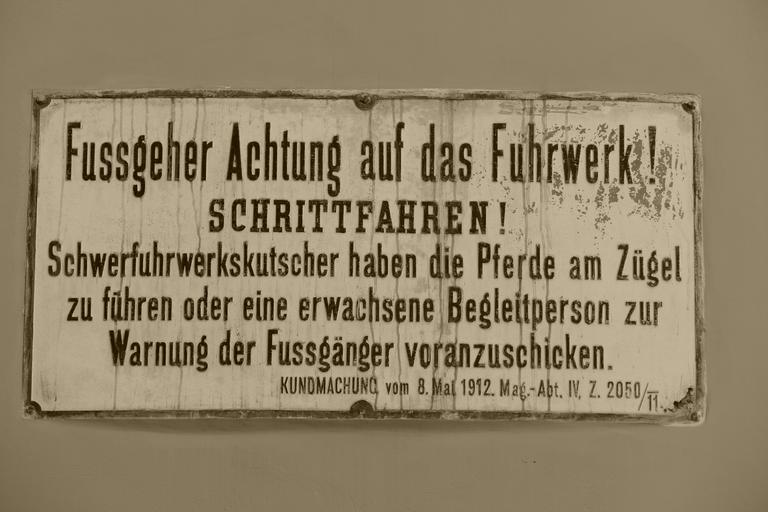 Fussgeher Achtung auf das Fuhrwerk!
SCHRITTFAHREN!
Schwerfuhrwerkskutscher haben die Pferde am Zügel
zu führen oder eine erwachsene Begleitperson zur
Warnung der Fussgänger voranzuschicken.
KUNDMACHUNG vom 8. Mai 1912. Mag.-Abt. IV, Z. 2050/11.